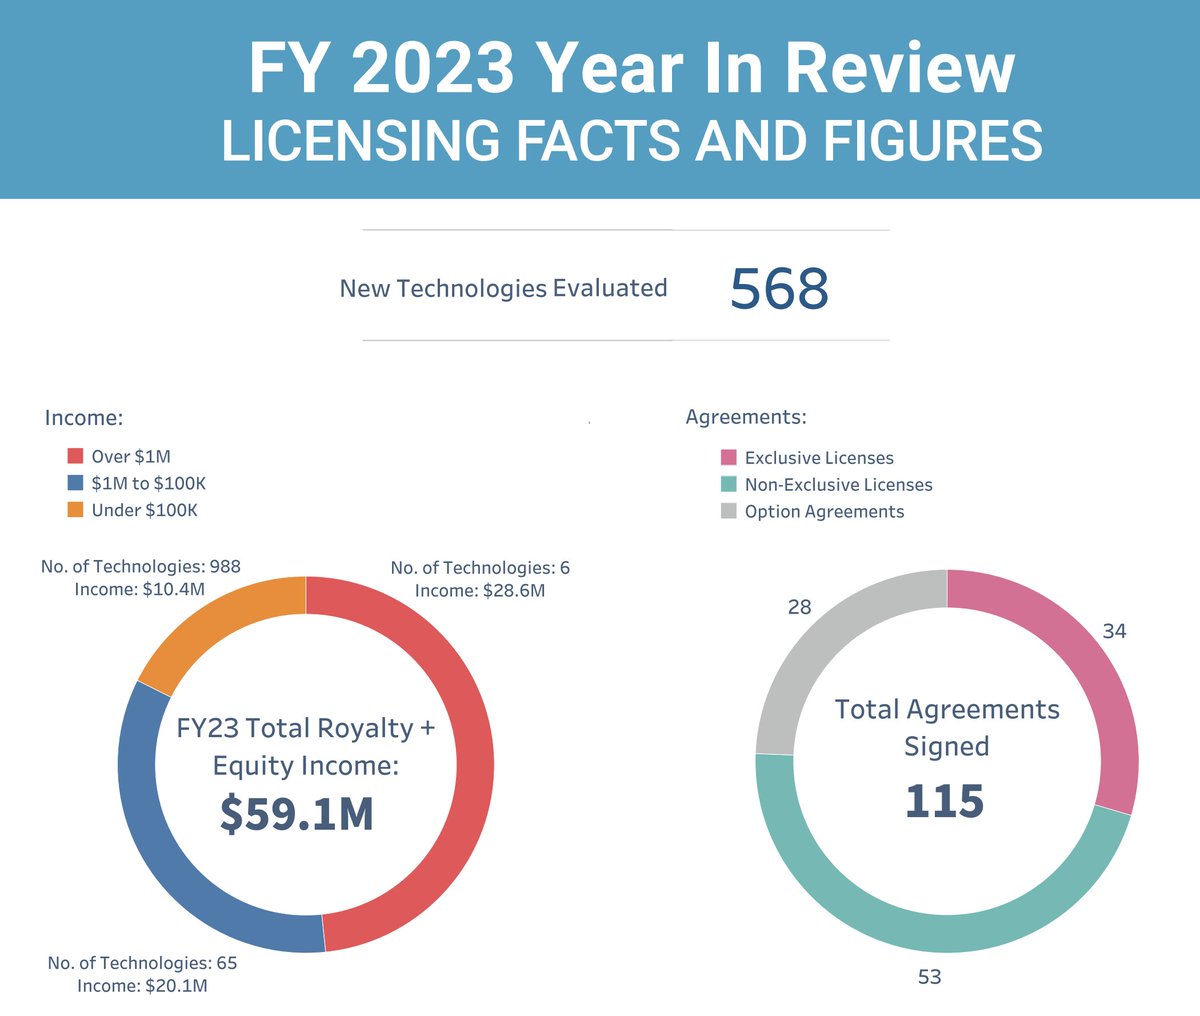 FY 2023 Year In Review
LICENSING FACTS AND FIGURES
New Technologies Evaluated 568
Income:
Over $1M
$1M to $100K
Under $100K
No. of Technologies: 988
Income: $10.4M
No. of Technologies: 6
Income: $28.6M
FY23 Total Royalty +
Equity Income:
$59.1M
No. of Technologies: 65
Income: $20.1M
Agreements:
Exclusive Licenses
Non-Exclusive Licenses
Option Agreements
28
34
Total Agreements
Signed
115
53